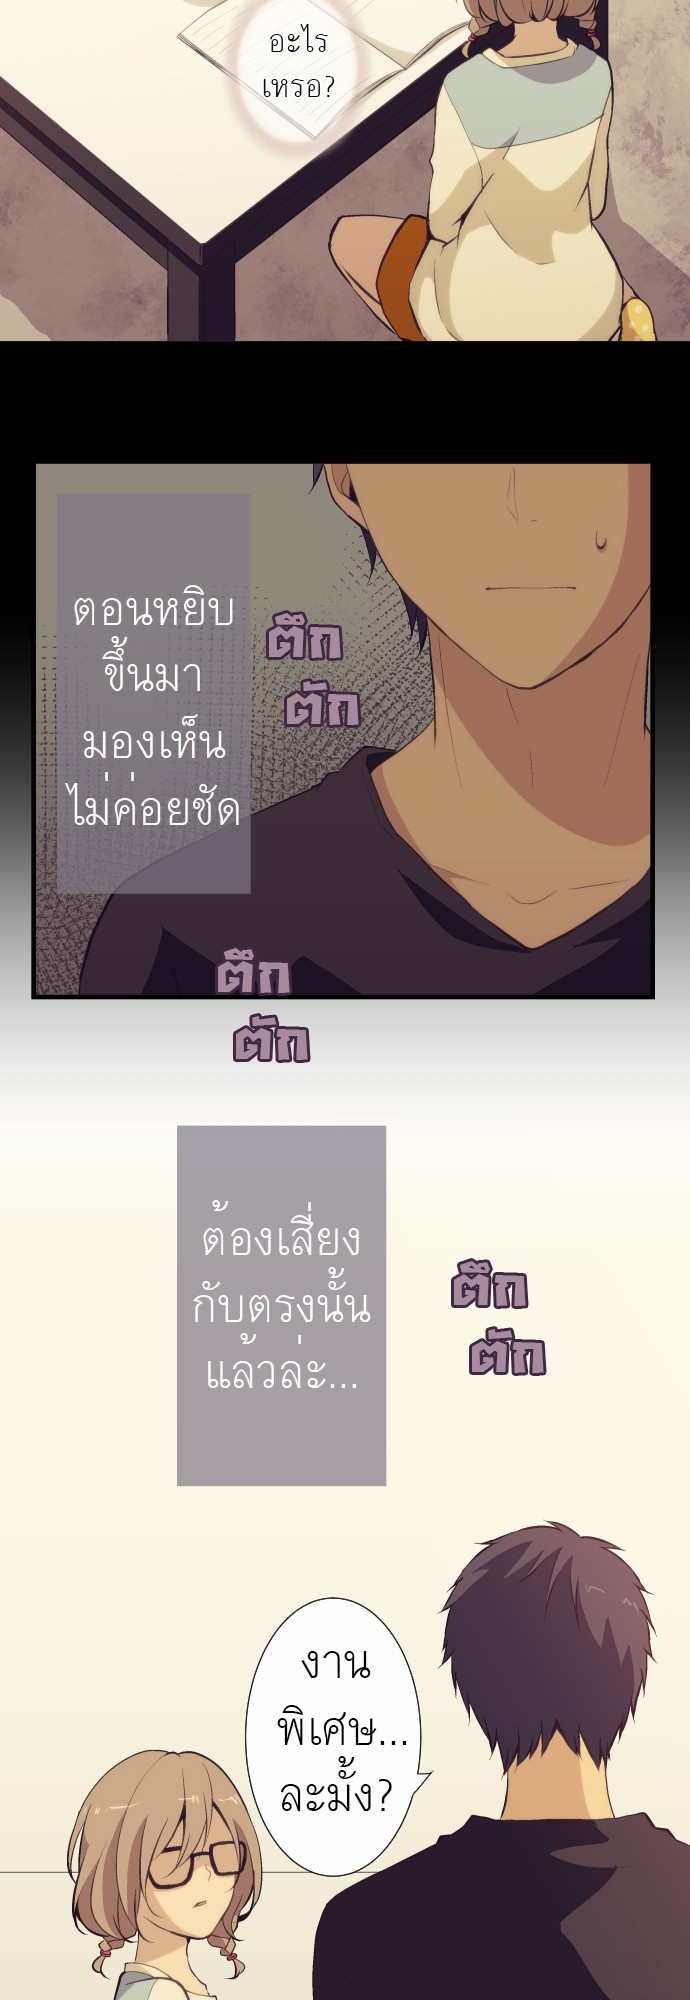 อะไร
เหรอ?
ตอนหยิบ
ขึ้นมา
มองเห็น
ไม่ค่อยชัด
ตึก
ตัก
ตึก
ตัก
ต้องเสี่ยง
กับตรงนั้น
แล้วล่ะ...
ตึก
ตัก
งาน
พิเศษ...
ละมั้ง?